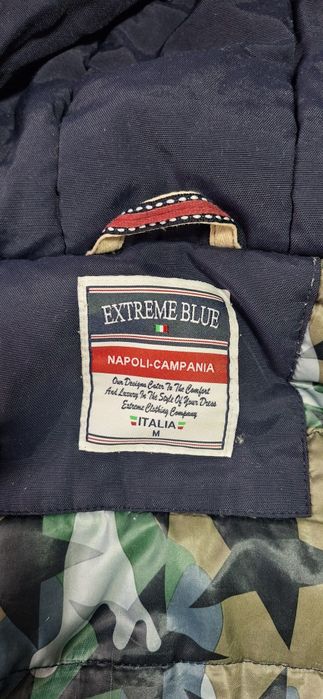 EXTREME BLUE
NAPOLI-CAMPANIA
Our Designs Cater To The Comfort
And Luxury In The Style Of Your Dress
Extreme Clothing Company
ITALIA
M